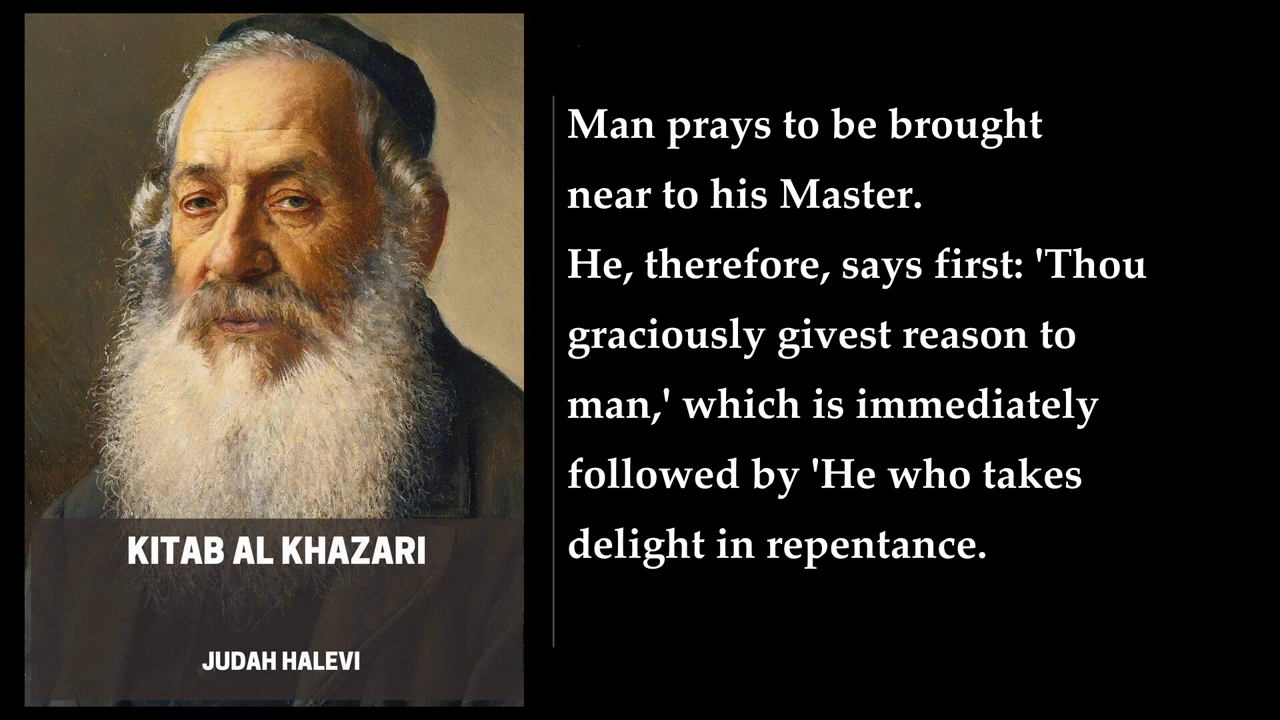 KITAB AL KHAZARI
JUDAH HALEVI
Man prays to be brought
near to his Master.
He, therefore, says first: 'Thou
graciously givest reason to
man,' which is immediately
followed by 'He who takes
delight in repentance.